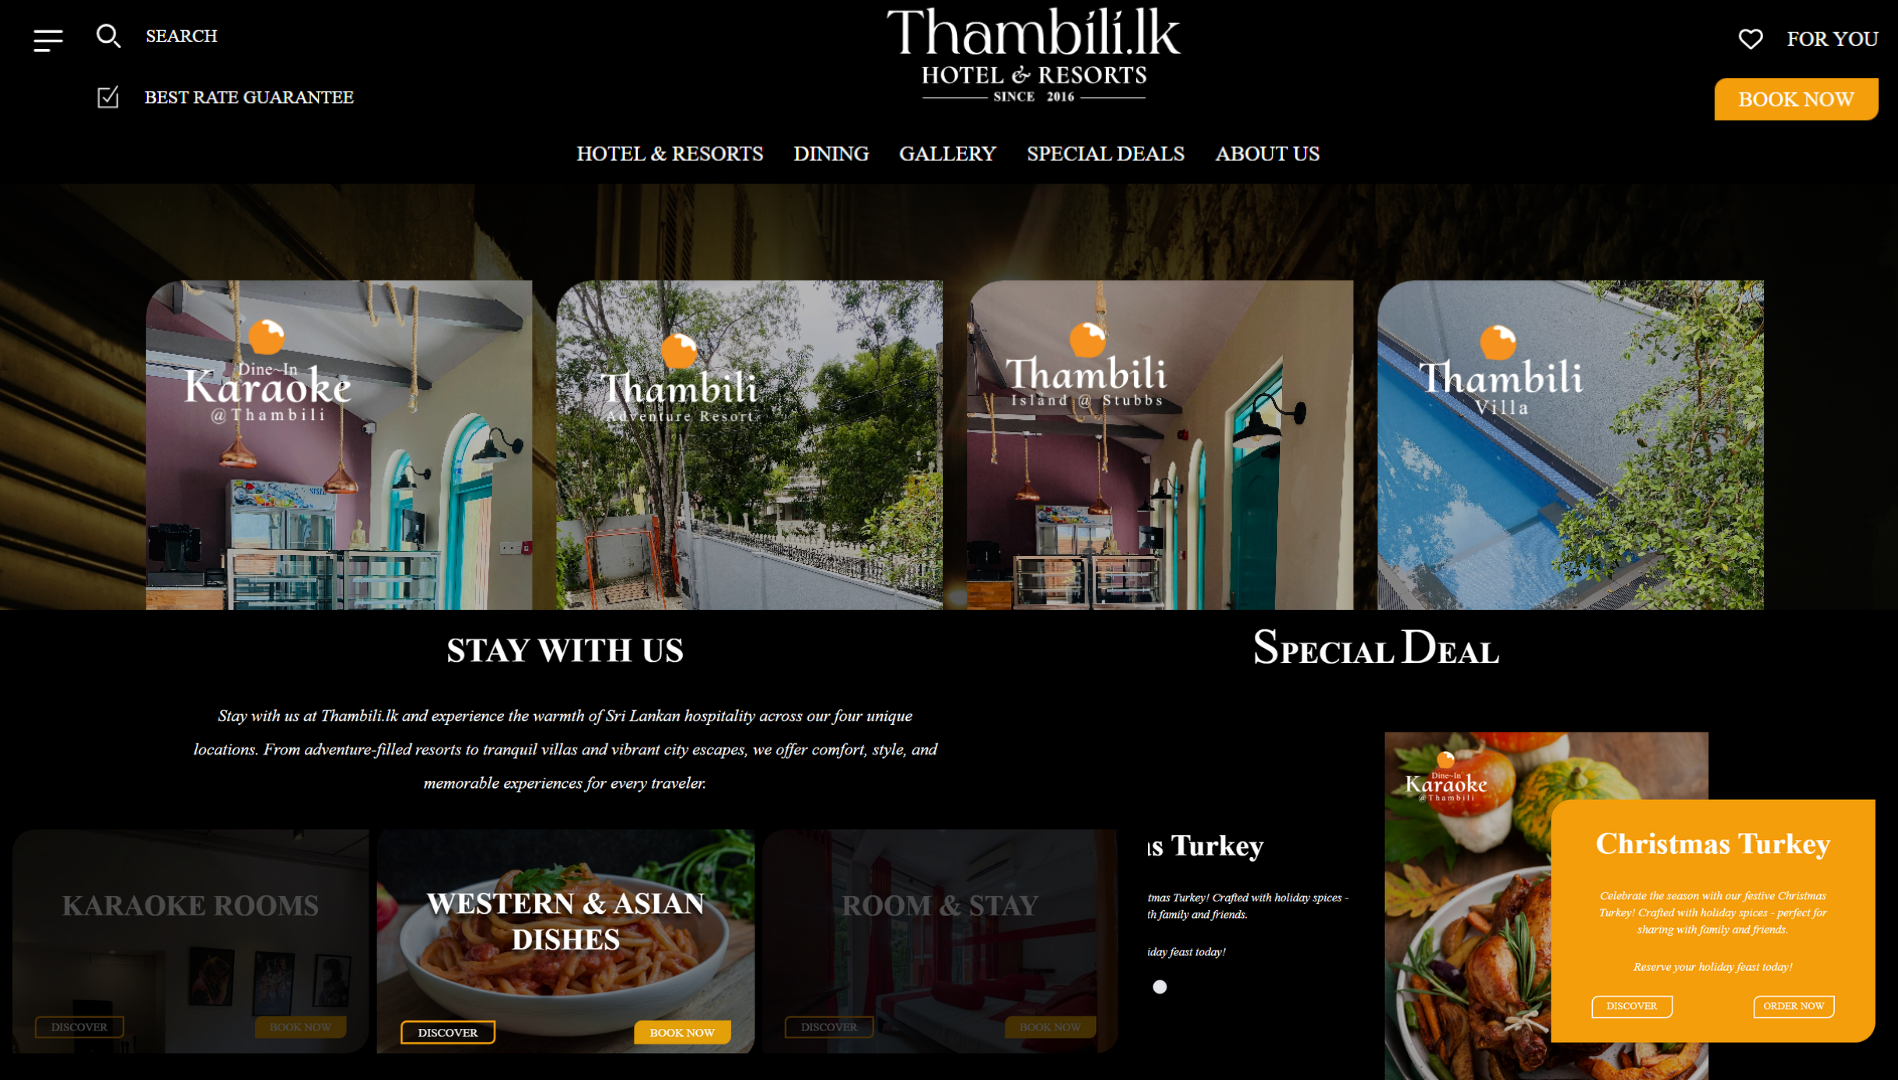 SEARCH
Thambili.lk
HOTEL & RESORTS
SINCE 2016
FOR YOU
BEST RATE GUARANTEE
BOOK NOW
HOTEL & RESORTS
DINING
GALLERY
SPECIAL DEALS
ABOUT US
Dine~In
Karaoke
@Thambili
Thambili
Adventure Resort
Thambili
Island @ Stubbs
Thambili
Villa
STAY WITH US
Stay with us at Thambili.lk and experience the warmth of Sri Lankan hospitality across our four unique
locations. From adventure-filled resorts to tranquil villas and vibrant city escapes, we offer comfort, style, and
memorable experiences for every traveler.
KARAOKE ROOMS
DISCOVER
BOOK NOW
WESTERN & ASIAN
DISHES
DISCOVER
BOOK NOW
ROOM & STAY
DISCOVER
BOOK NOW
SPECIAL DEAL
s Turkey
tmas Turkey! Crafted with holiday spices -
th family and friends.
iday feast today!
Dine~In
Karaoke
@Thambili
Christmas Turkey
Celebrate the season with our festive Christmas
Turkey! Crafted with holiday spices - perfect for
sharing with family and friends.
Reserve your holiday feast today!
DISCOVER
ORDER NOW